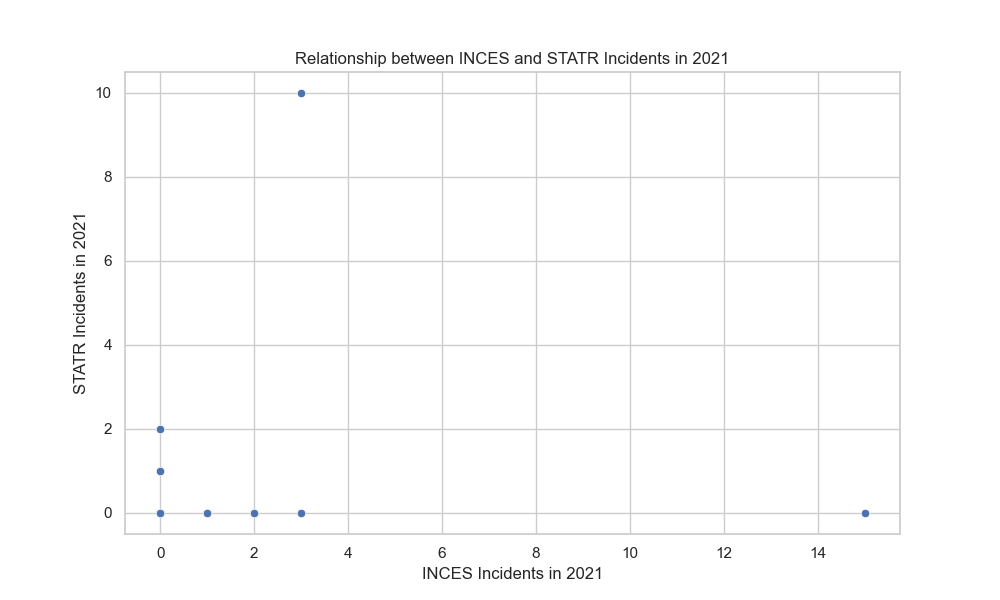 Relationship between INCES and STATR Incidents in 2021
10
8
6
4
2
0
STATR Incidents in 2021
0 2 4 6 8 10 12 14
INCES Incidents in 2021